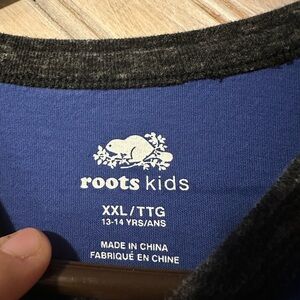 roots kids
XXL/TTG
13-14 YRS/ANS
MADE IN CHINA
FABRIQUÉ EN CHINE